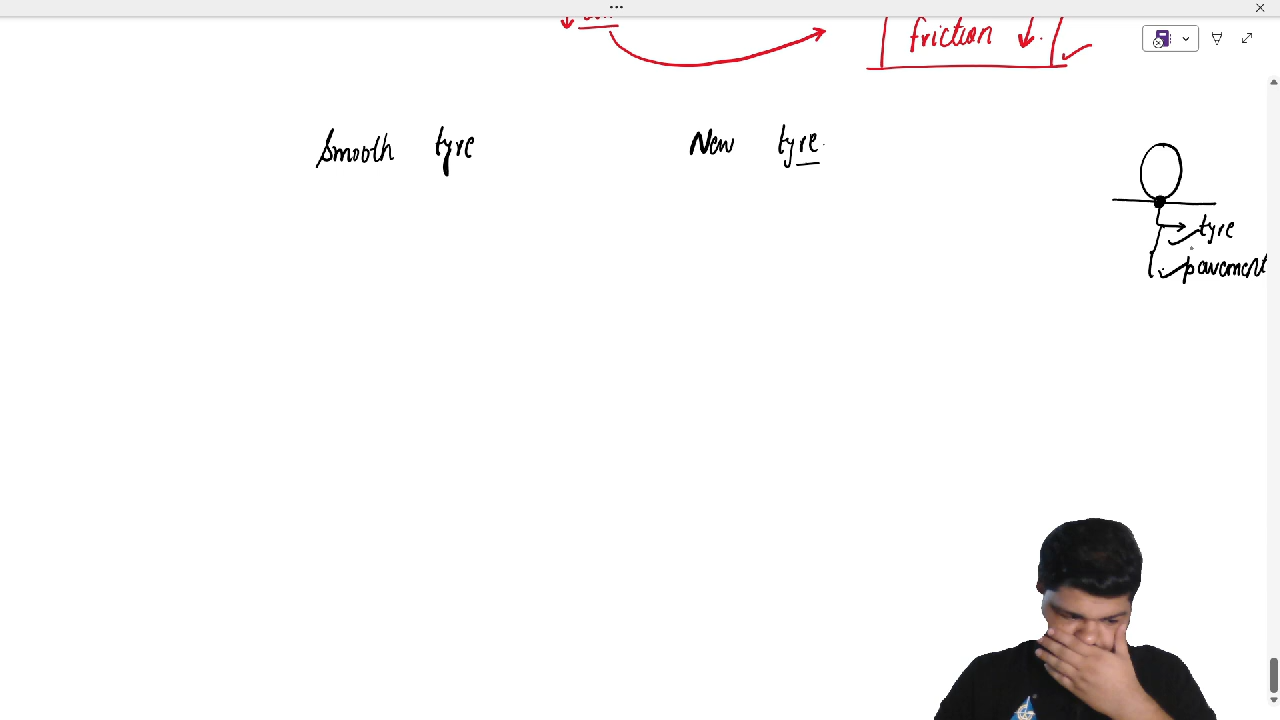 friction ↓.
Smooth tyre
New tyre.
tyre
pavement